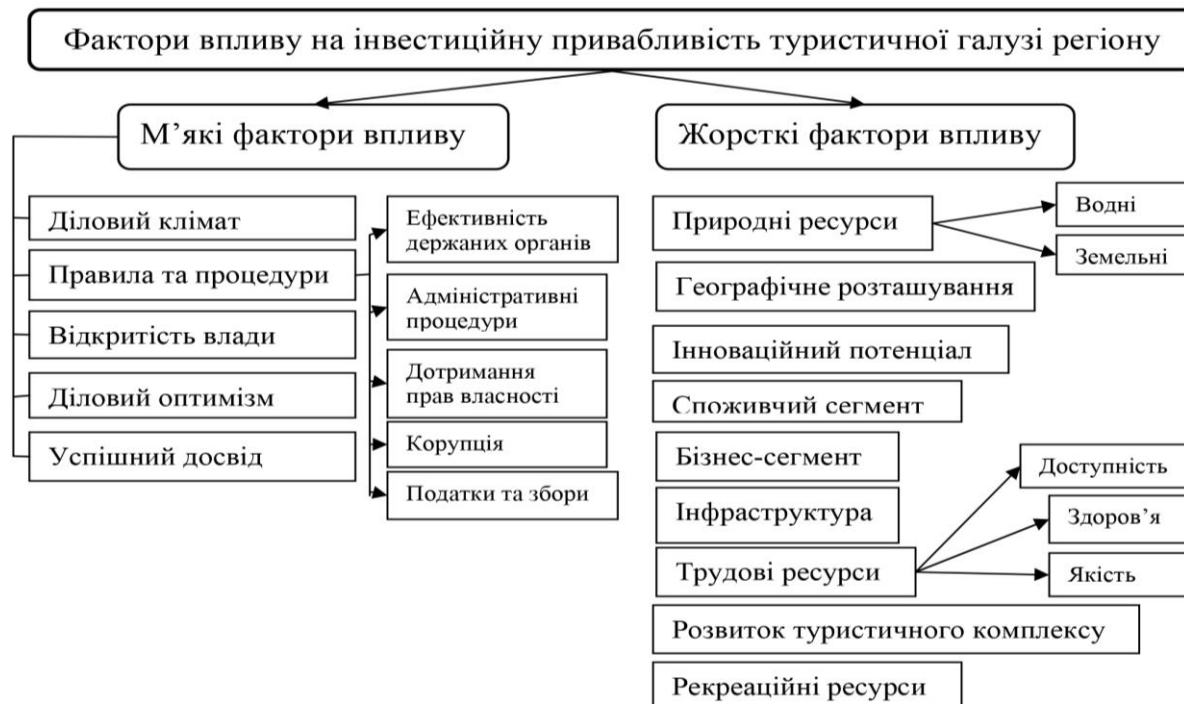 Фактори впливу на інвестиційну привабливість туристичної галузі регіону
М’які фактори впливу
Діловий клімат
Правила та процедури
Відкритість влади
Діловий оптимізм
Успішний досвід
Ефективність
держаних органів
Адміністративні
процедури
Дотримання
прав власності
Корупція
Податки та збори
Жорсткі фактори впливу
Природні ресурси
Водні
Земельні
Географічне розташування
Інноваційний потенціал
Споживчий сегмент
Бізнес-сегмент
Інфраструктура
Трудові ресурси
Доступність
Здоров’я
Якість
Розвиток туристичного комплексу
Рекреаційні ресурси